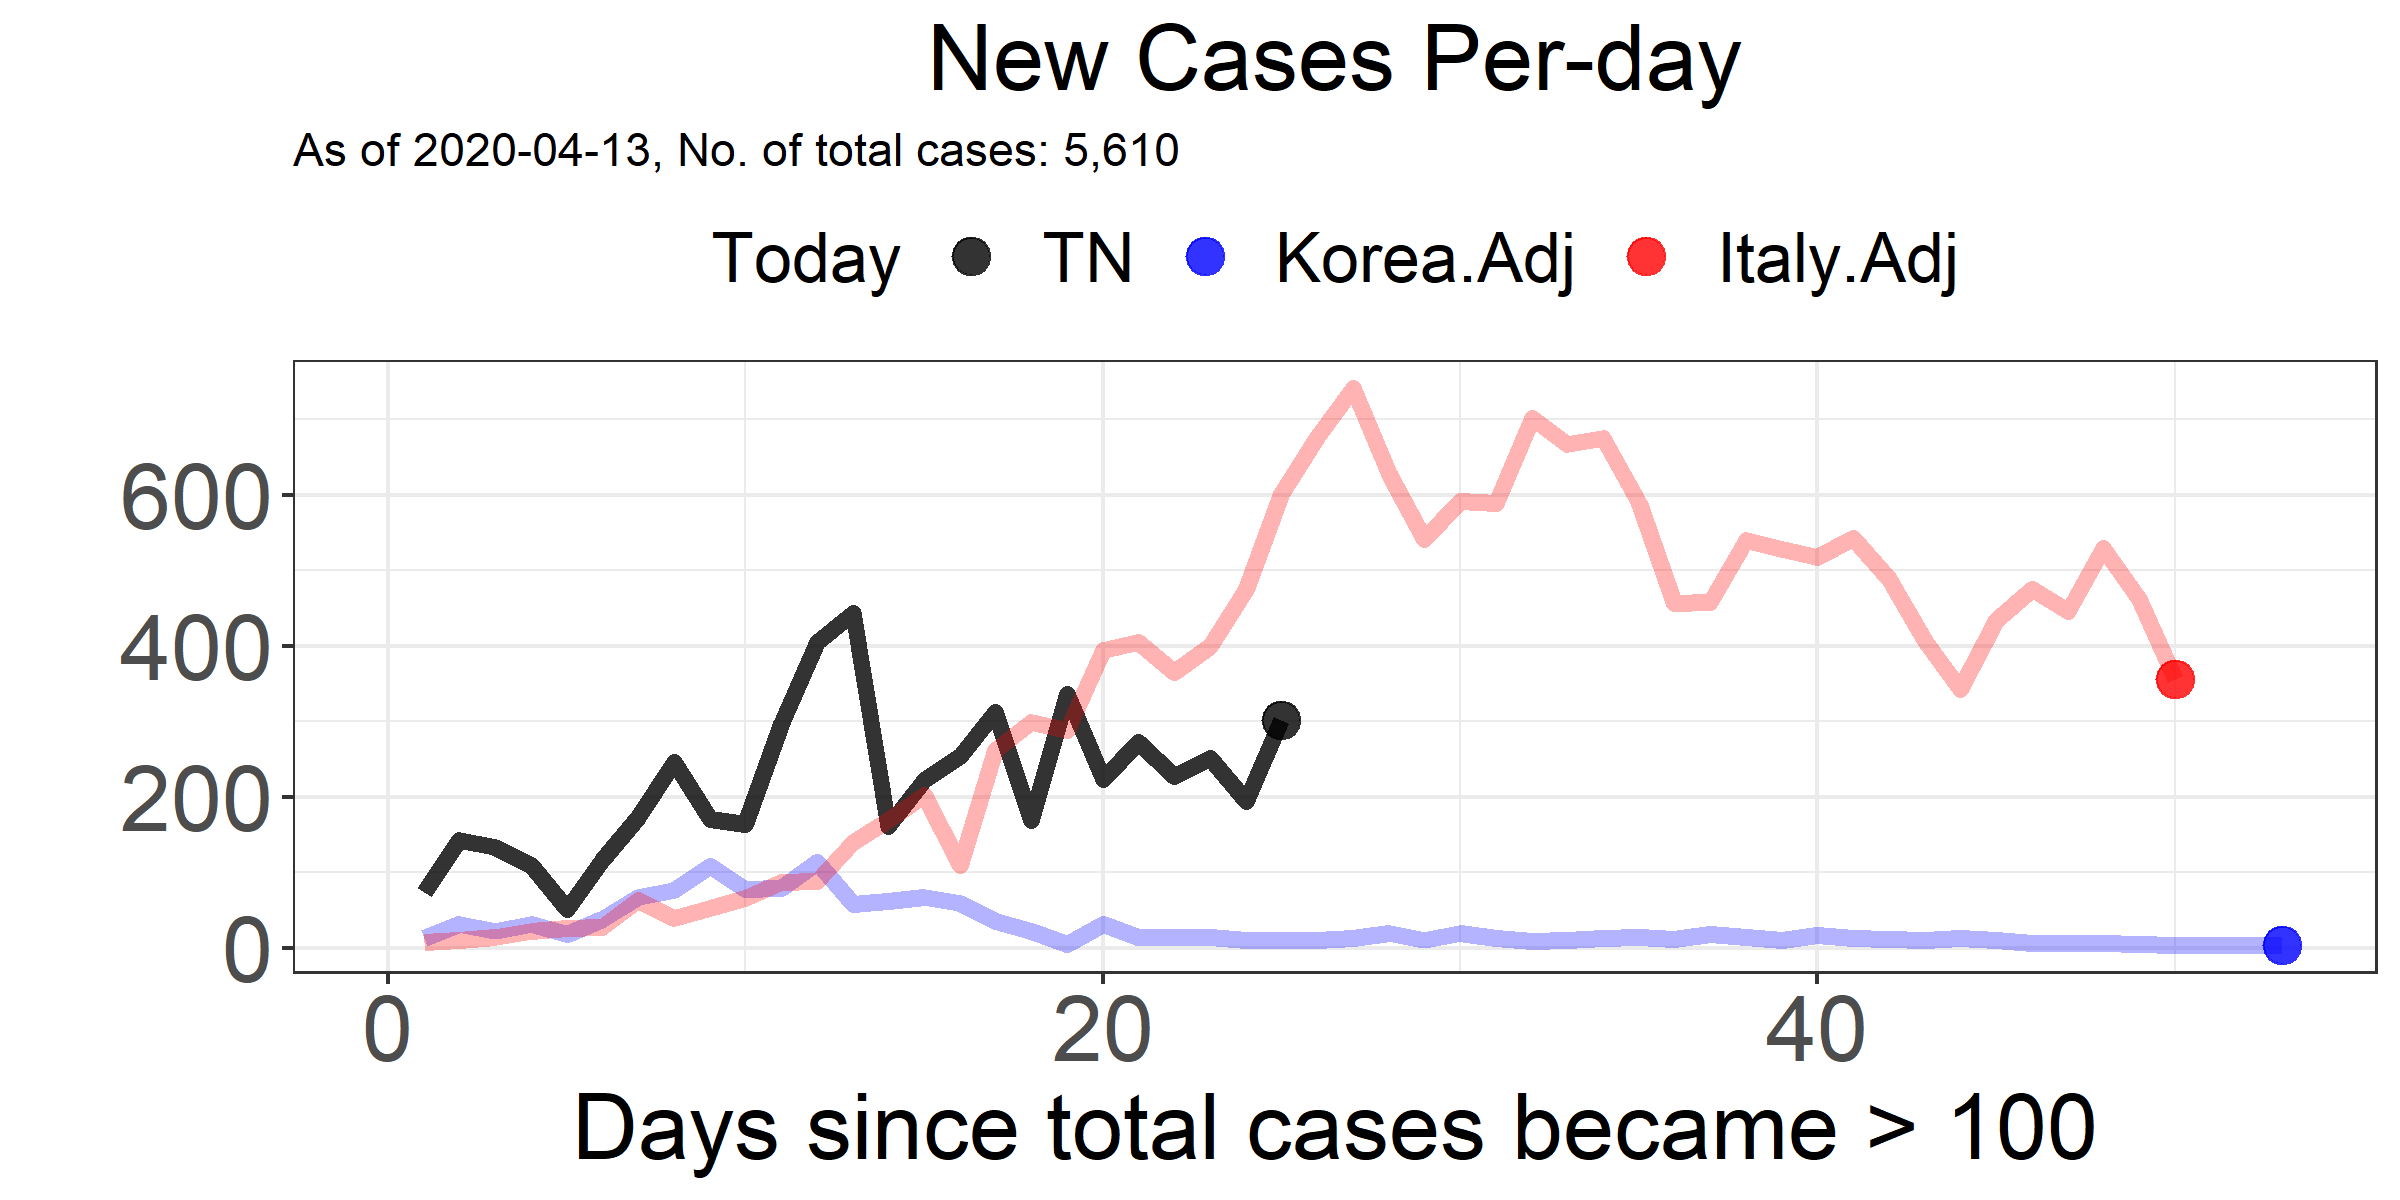 New Cases Per-day
As of 2020-04-13, No. of total cases: 5,610
Today TN Korea.Adj Italy.Adj
600
400
200
0
0 20 40
Days since total cases became > 100